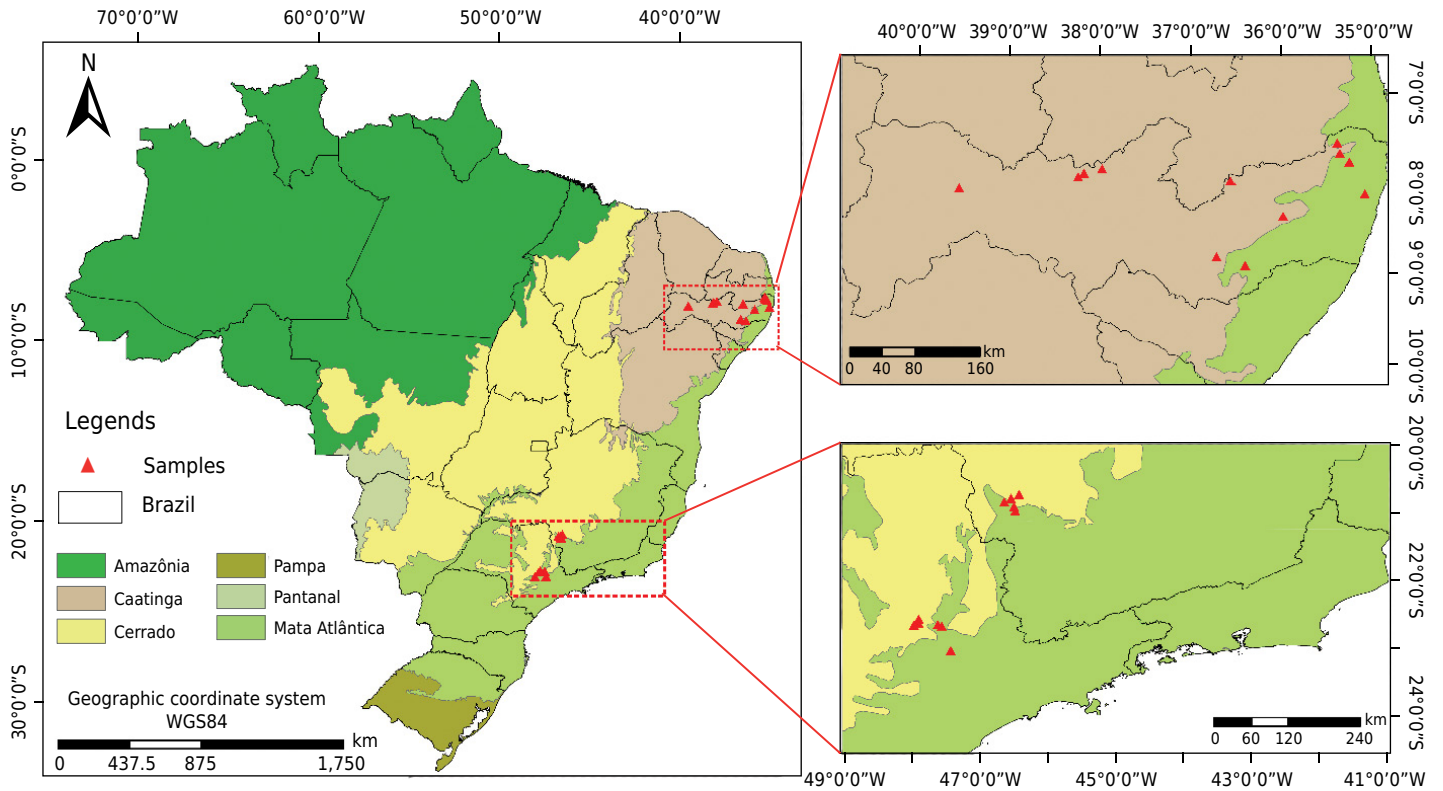 70°0'0"W 60°0'0"W 50°0'0"W 40°0'0"W
N
0°0'0"S
10°0'0"S
20°0'0"S
30°0'0"S
Legends
Samples
Brazil
Amazônia
Caatinga
Cerrado
Pampa
Pantanal
Mata Atlântica
Geographic coordinate system
WGS84
km
0 437.5 875 1,750
40°0'0"W 39°0'0"W 38°0'0"W 37°0'0"W 36°0'0"W 35°0'0"W
7°0'0"S
8°0'0"S
9°0'0"S
10°0'0"S
km
0 40 80 160
20°0'0"S
22°0'0"S
24°0'0"S
km
0 60 120 240
49°0'0"W 47°0'0"W 45°0'0"W 43°0'0"W 41°0'0"W